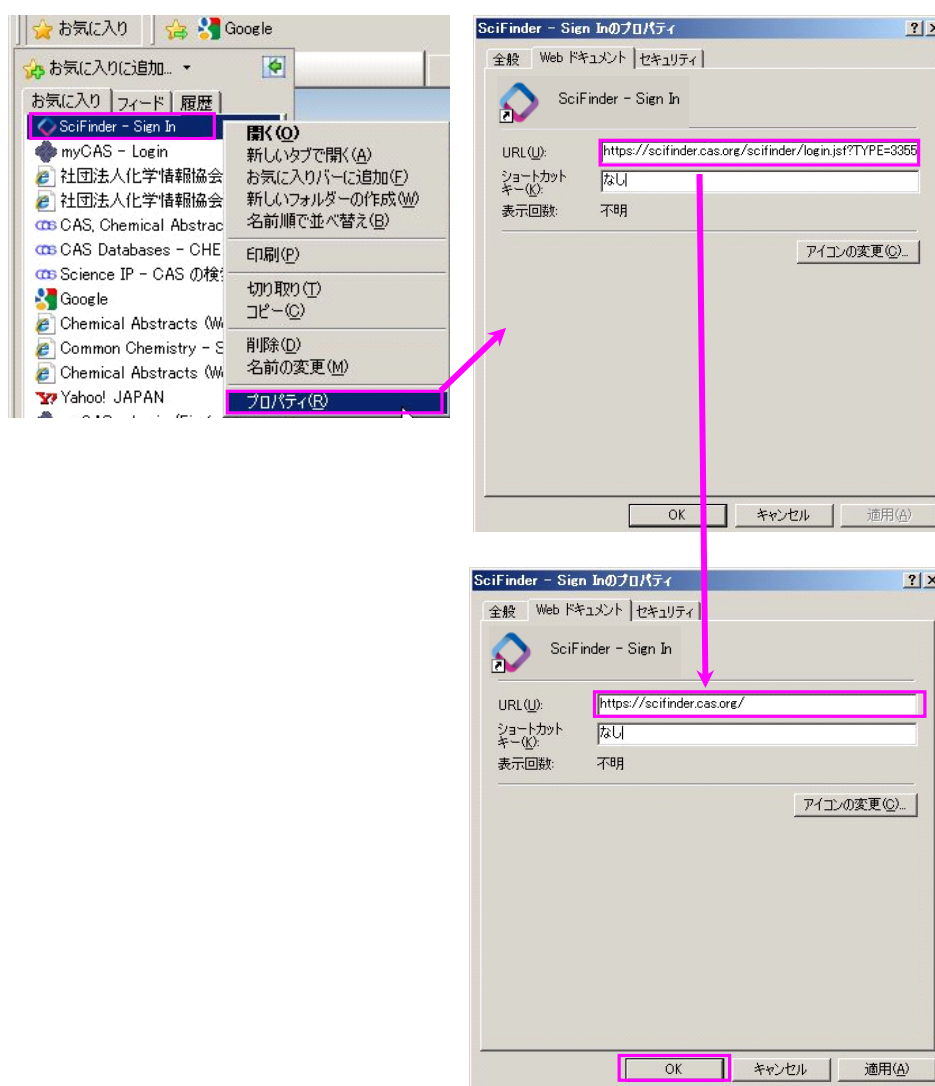 お気に入り
Google
お気に入りに追加...
お気に入り
フィード
履歴
SciFinder - Sign In
myCAS - Login
社団法人化学情報協会
社団法人化学情報協会
CAS, Chemical Abstrac
CAS Databases - CHE
Science IP - CAS の検
Google
Chemical Abstracts (W
Common Chemistry - S
Chemical Abstracts (W
Yahoo! JAPAN
開く(O)
新しいタブで開く(A)
お気に入りバーに追加(F)
新しいフォルダーの作成(W)
名前順で並べ替え(B)
印刷(P)
切り取り(T)
コピー(C)
削除(D)
名前の変更(M)
プロパティ(R)
SciFinder - Sign Inのプロパティ
全般
Web ドキュメント
セキュリティ
SciFinder - Sign In
URL(U):
https://scifinder.cas.org/scifinder/login.jsf?TYPE=3355
ショートカット
キー(K):
なし
表示回数:
不明
アイコンの変更(C)...
OK
キャンセル
適用(A)
SciFinder - Sign Inのプロパティ
全般
Web ドキュメント
セキュリティ
SciFinder - Sign In
URL(U):
https://scifinder.cas.org/
ショートカット
キー(K):
なし
表示回数:
不明
アイコンの変更(C)...
OK
キャンセル
適用(A)